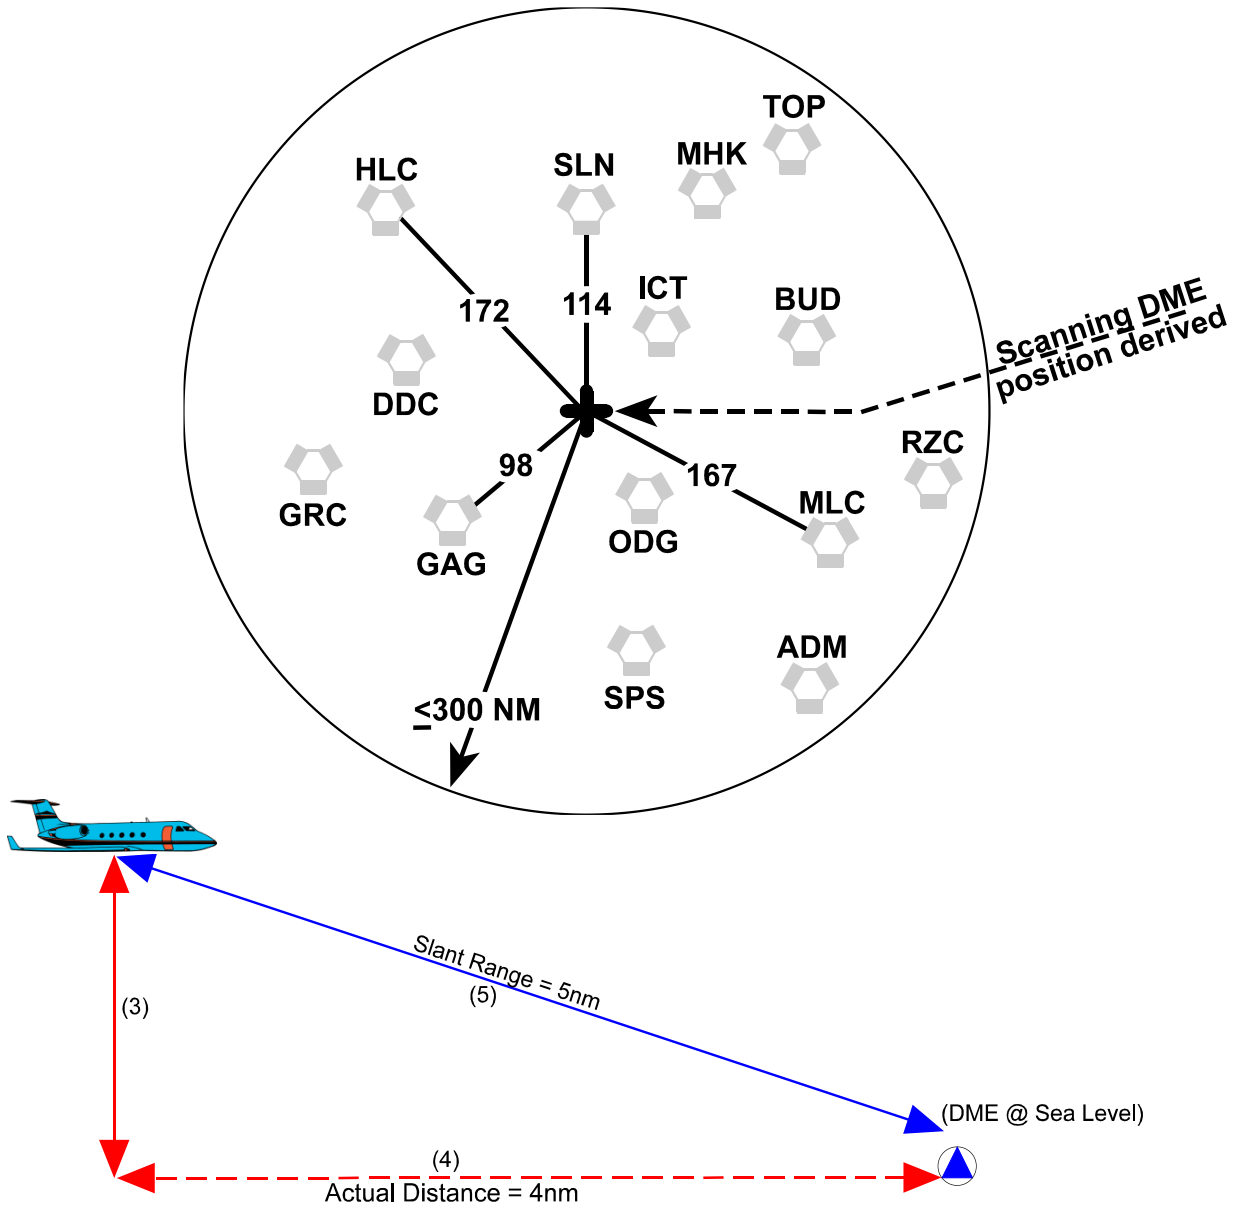 TOP
MHK
SLN
HLC
ICT
BUD
172
114
Scanning DME
position derived
DDC
RZC
98
167
MLC
GRC
ODG
GAG
ADM
SPS
<300 NM
Slant Range = 5nm
(5)
(3)
(DME @ Sea Level)
(4)
Actual Distance = 4nm